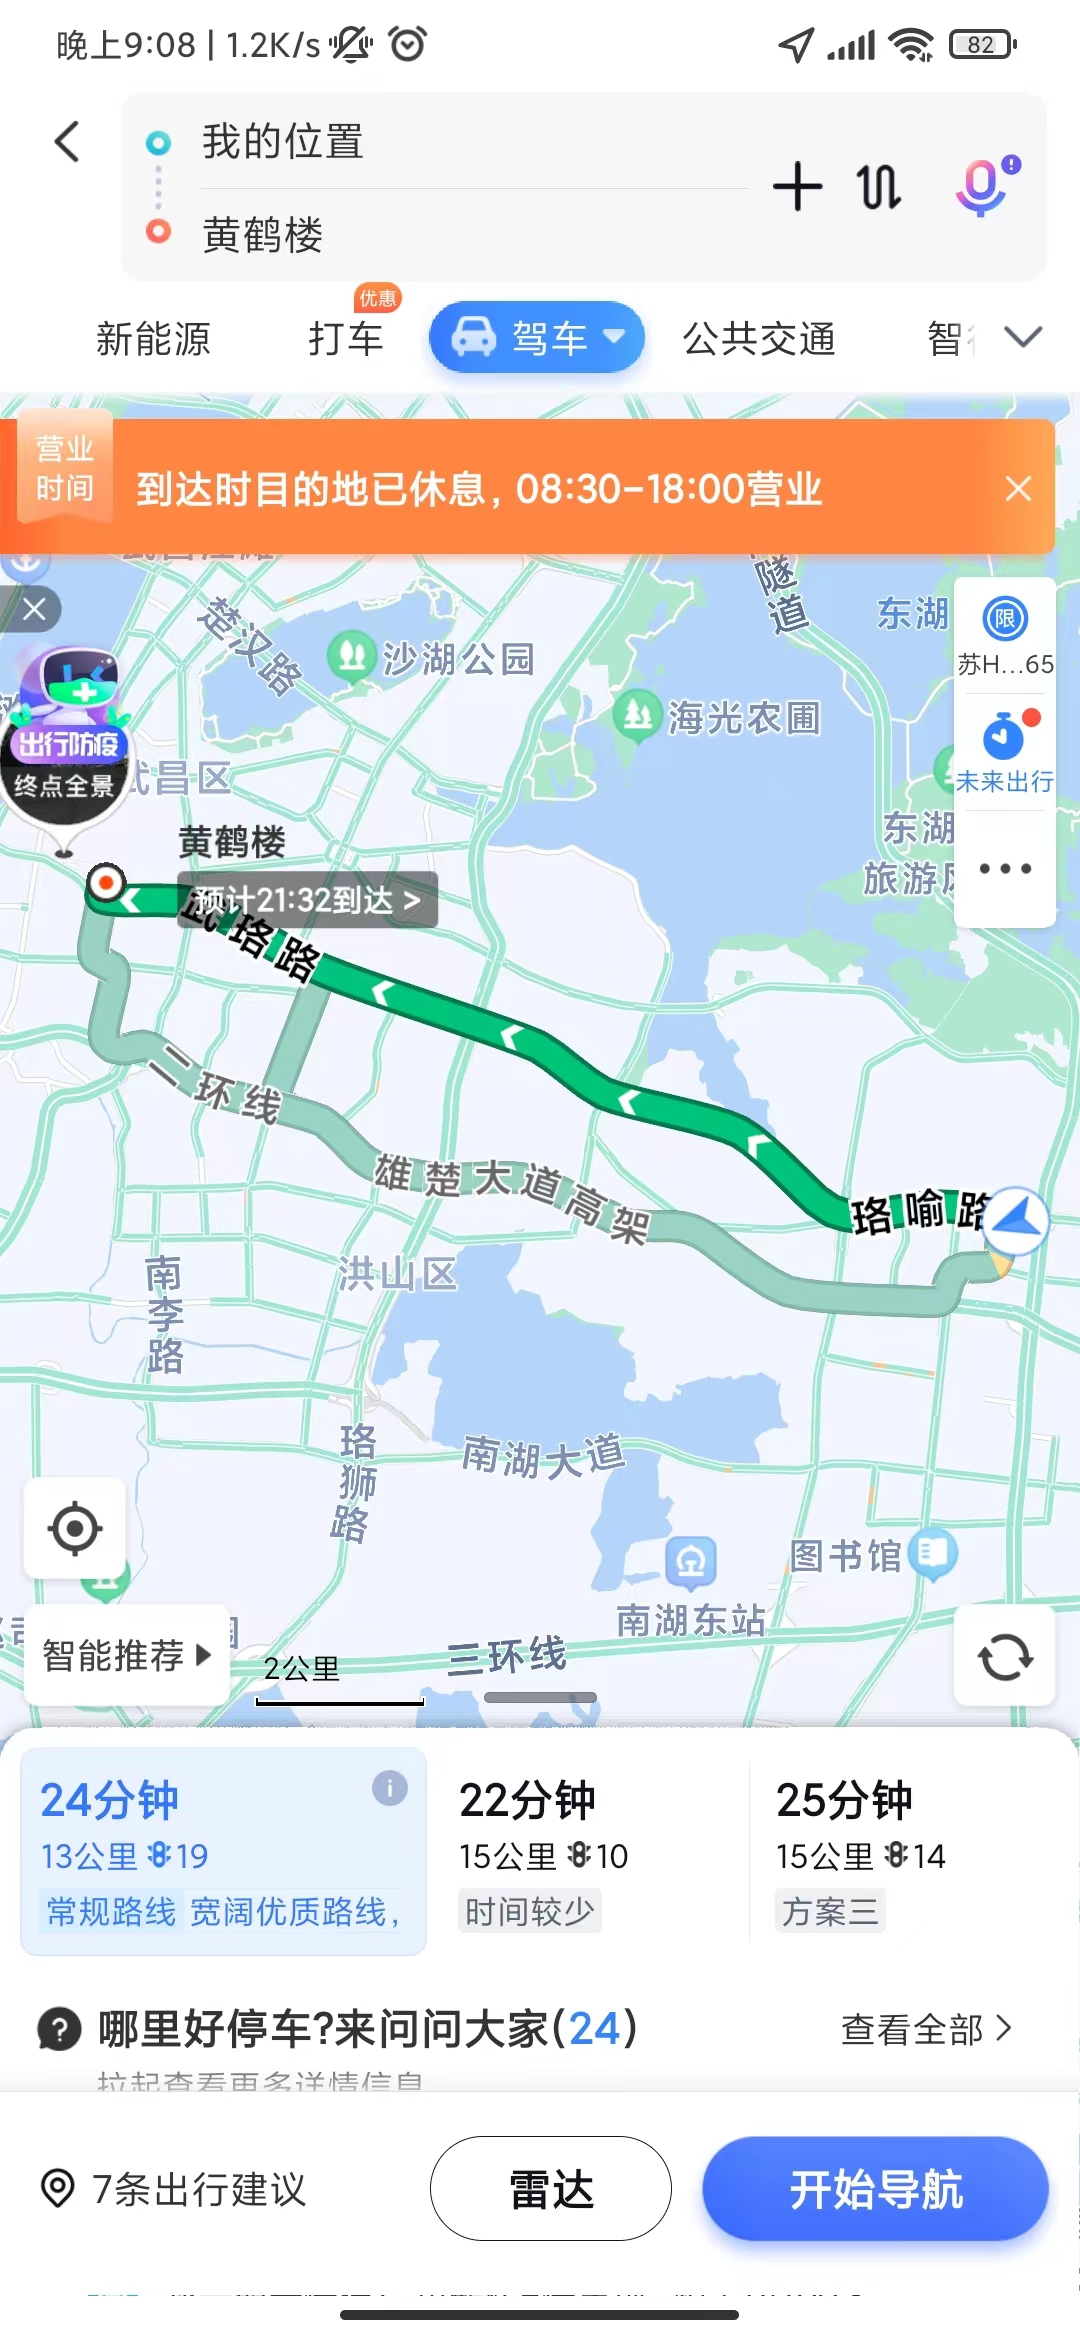 晚上9:08 | 1.2K/s
82
我的位置
黄鹤楼
优惠
新能源
打车
驾车
公共交通
智
营业
时间
到达时目的地已休息，08:30-18:00营业
隧道
东湖
限
苏H...65
楚汉路
沙湖公园
海光农圃
出行防疫
终点全景
武昌区
未来出行
东湖
旅游风
黄鹤楼
预计21:32到达 >
武珞路
二环线
雄楚大道高架
珞喻路
洪山区
南李路
珞狮路
南湖大道
图书馆
南湖东站
智能推荐
2公里
三环线
24分钟
22分钟
25分钟
13公里 19
15公里 10
15公里 14
常规路线 宽阔优质路线，
时间较少
方案三
哪里好停车?来问问大家(24)
查看全部
拉起查看更多详情信息
7条出行建议
雷达
开始导航